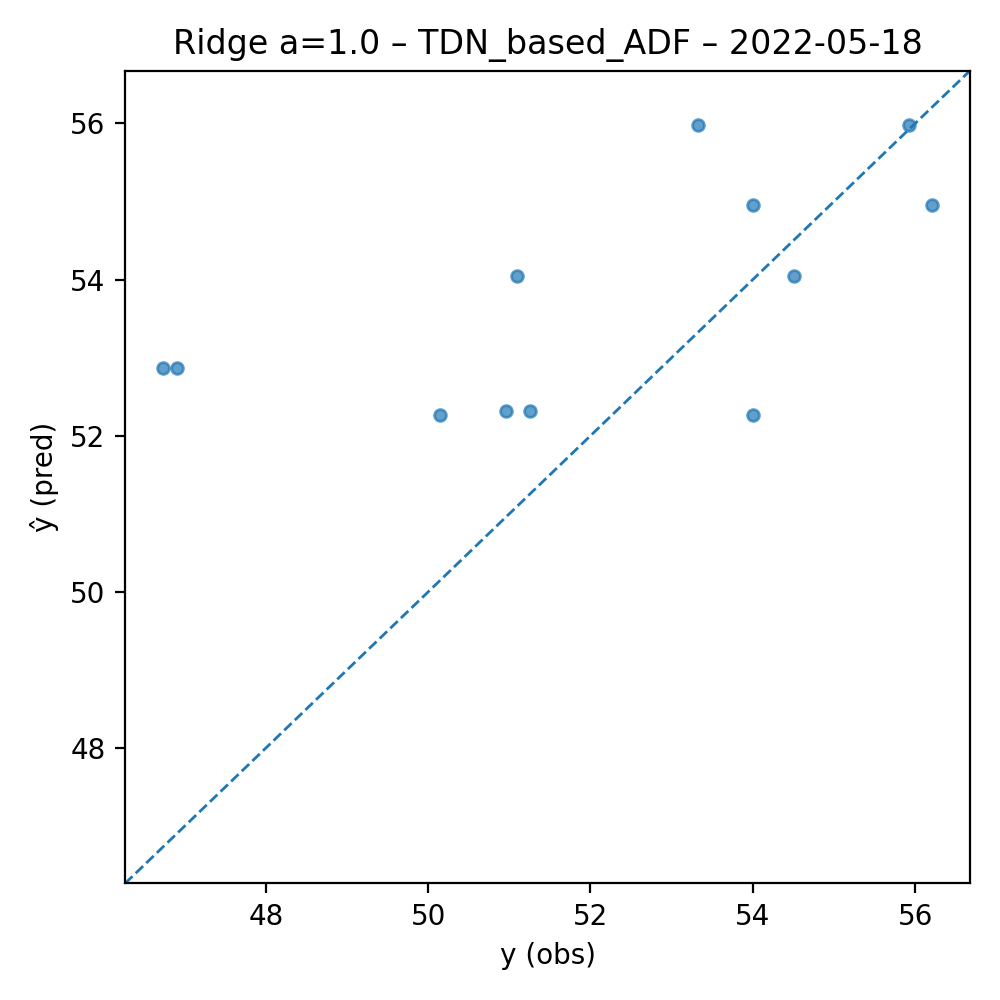 Ridge a=1.0 – TDN_based_ADF – 2022-05-18
56
54
52
50
48
ŷ (pred)
48 50 52 54 56
y (obs)